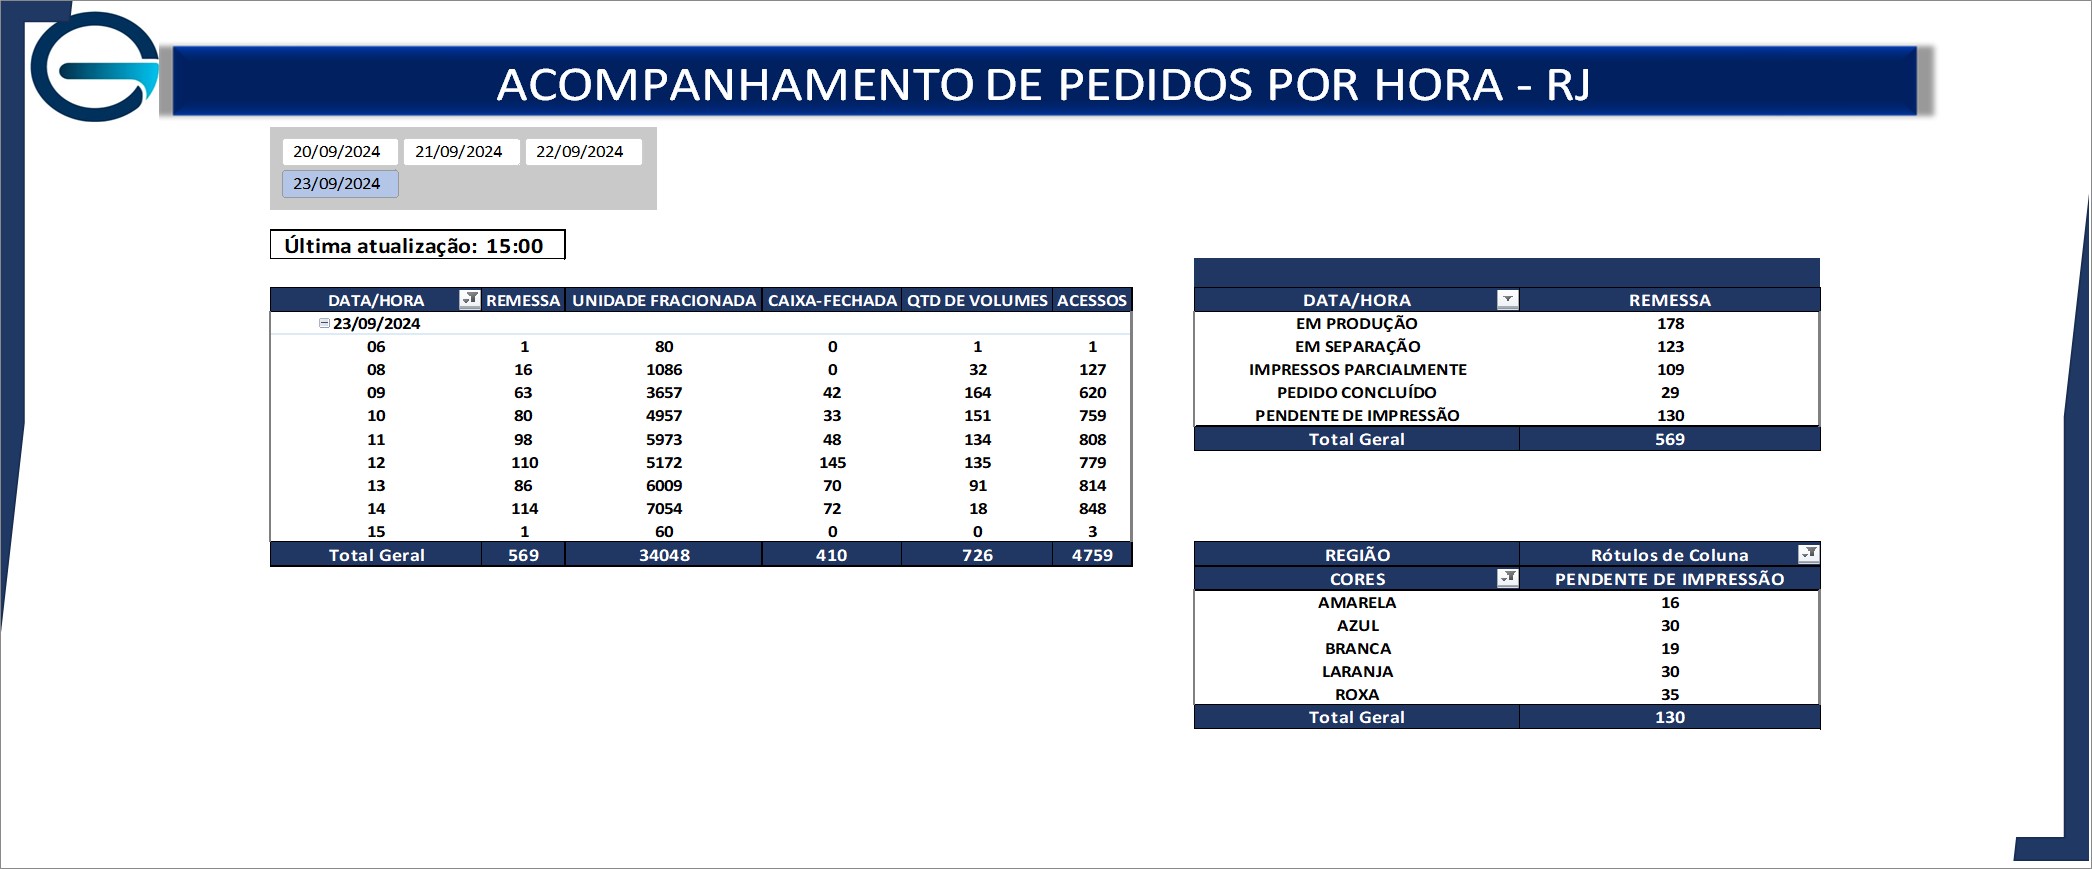 ACOMPANHAMENTO DE PEDIDOS POR HORA - RJ
20/09/2024 21/09/2024 22/09/2024
23/09/2024
Última atualização: 15:00
DATA/HORA REMESSA UNIDADE FRACIONADA CAIXA-FECHADA QTD DE VOLUMES ACESSOS
23/09/2024
06 1 80 0 1 1
08 16 1086 0 32 127
09 63 3657 42 164 620
10 80 4957 33 151 759
11 98 5973 48 134 808
12 110 5172 145 135 779
13 86 6009 70 91 814
14 114 7054 72 18 848
15 1 60 0 0 3
Total Geral 569 34048 410 726 4759
DATA/HORA REMESSA
EM PRODUÇÃO 178
EM SEPARAÇÃO 123
IMPRESSOS PARCIALMENTE 109
PEDIDO CONCLUÍDO 29
PENDENTE DE IMPRESSÃO 130
Total Geral 569
REGIÃO Rótulos de Coluna
CORES PENDENTE DE IMPRESSÃO
AMARELA 16
AZUL 30
BRANCA 19
LARANJA 30
ROXA 35
Total Geral 130